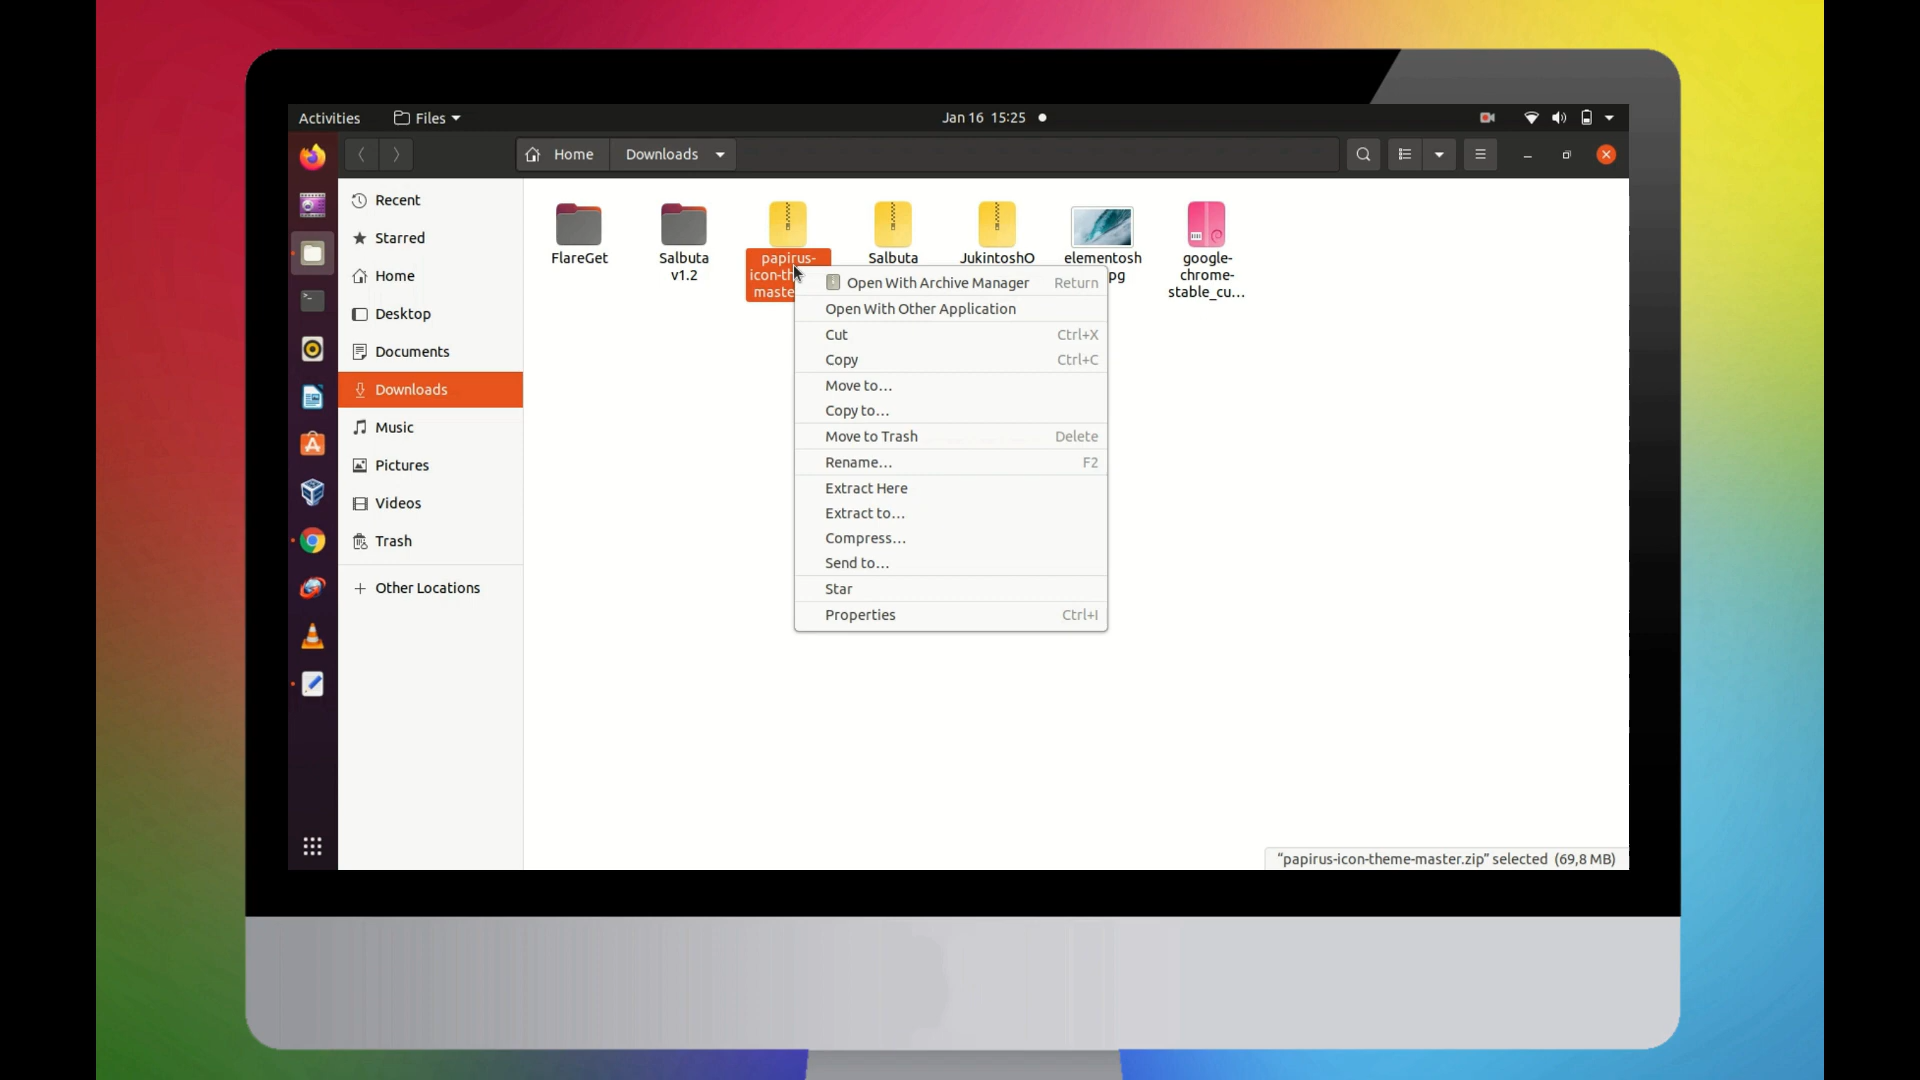 Activities
Files
Jan 16 15:25
Home
Downloads
Recent
Starred
Home
Desktop
Documents
Downloads
Music
Pictures
Videos
Trash
Other Locations
FlareGet
Salbuta
v1.2
papirus-
Salbuta
JukintoshO
elementosh
pg
google-
chrome-
stable_cu...
Open With Archive Manager Return
Open With Other Application
Cut Ctrl+X
Copy Ctrl+C
Move to...
Copy to...
Move to Trash Delete
Rename... F2
Extract Here
Extract to...
Compress...
Send to...
Star
Properties Ctrl+I
"papirus-icon-theme-master.zip" selected (69,8 MB)